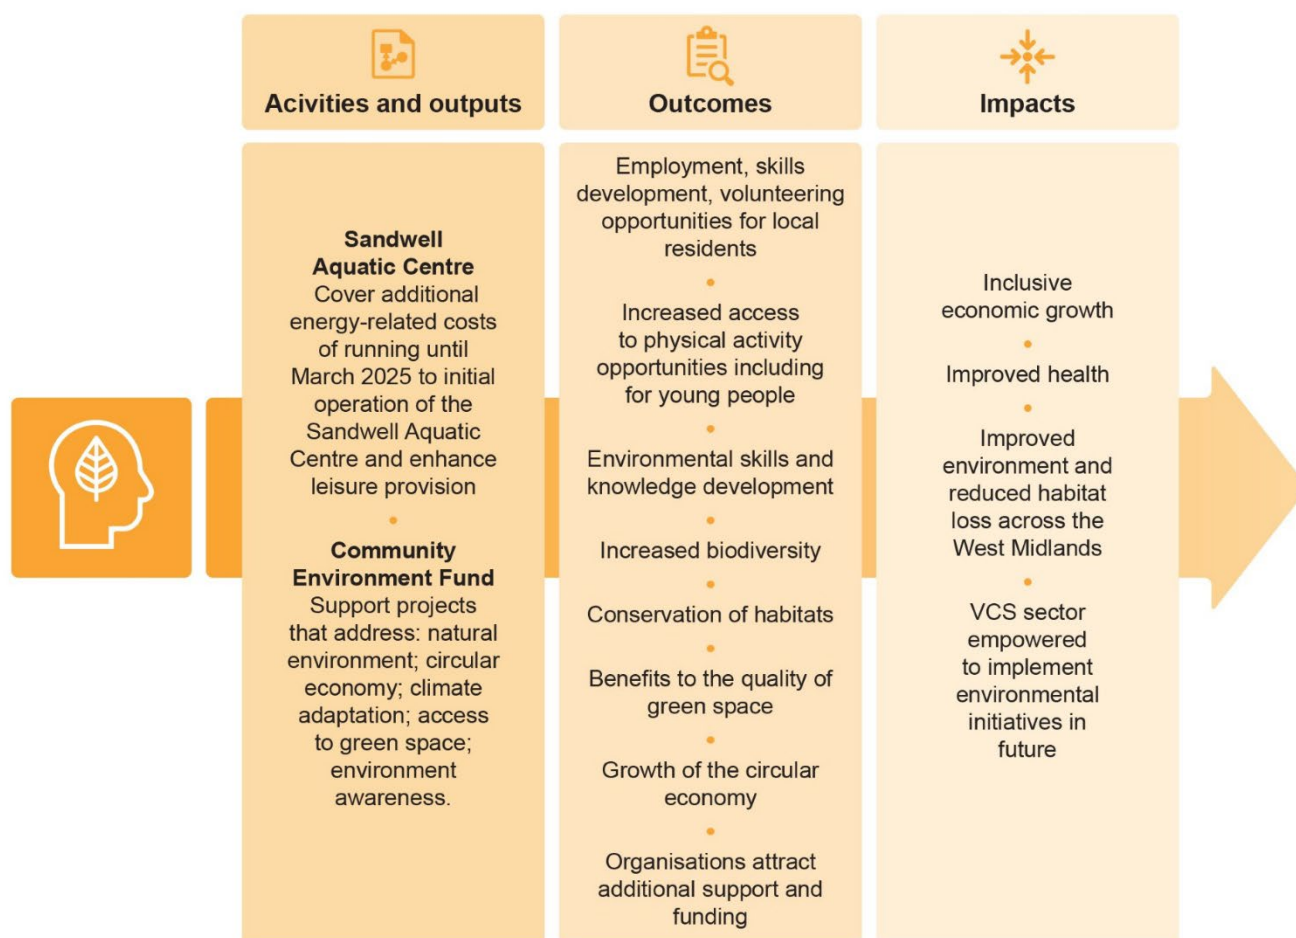 Acivities and outputs
Outcomes
Impacts
Sandwell
Aquatic Centre
Cover additional
energy-related costs
of running until
March 2025 to initial
operation of the
Sandwell Aquatic
Centre and enhance
leisure provision
•
Community
Environment Fund
Support projects
that address: natural
environment; circular
economy; climate
adaptation; access
to green space;
environment
awareness.
Employment, skills
development, volunteering
opportunities for local
residents
•
Increased access
to physical activity
opportunities including
for young people
•
Environmental skills and
knowledge development
•
Increased biodiversity
•
Conservation of habitats
•
Benefits to the quality of
green space
•
Growth of the circular
economy
•
Organisations attract
additional support and
funding
Inclusive
economic growth
•
Improved health
•
Improved
environment and
reduced habitat
loss across the
West Midlands
•
VCS sector
empowered
to implement
environmental
initiatives in
future